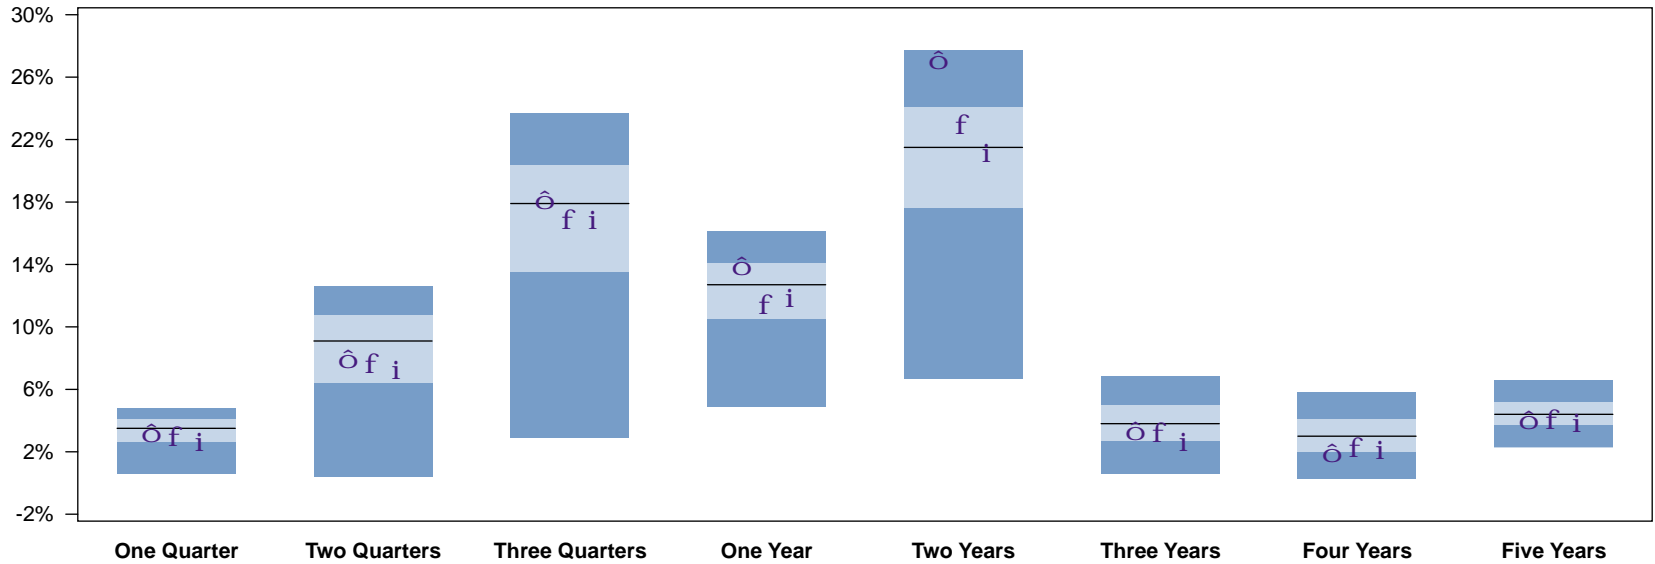 30%
26%
22%
18%
14%
10%
6%
2%
-2%
ô f i
ô f i
ô f i
ô f i
ô f i
ô f i
ô f i
ô f i
One Quarter Two Quarters Three Quarters One Year Two Years Three Years Four Years Five Years